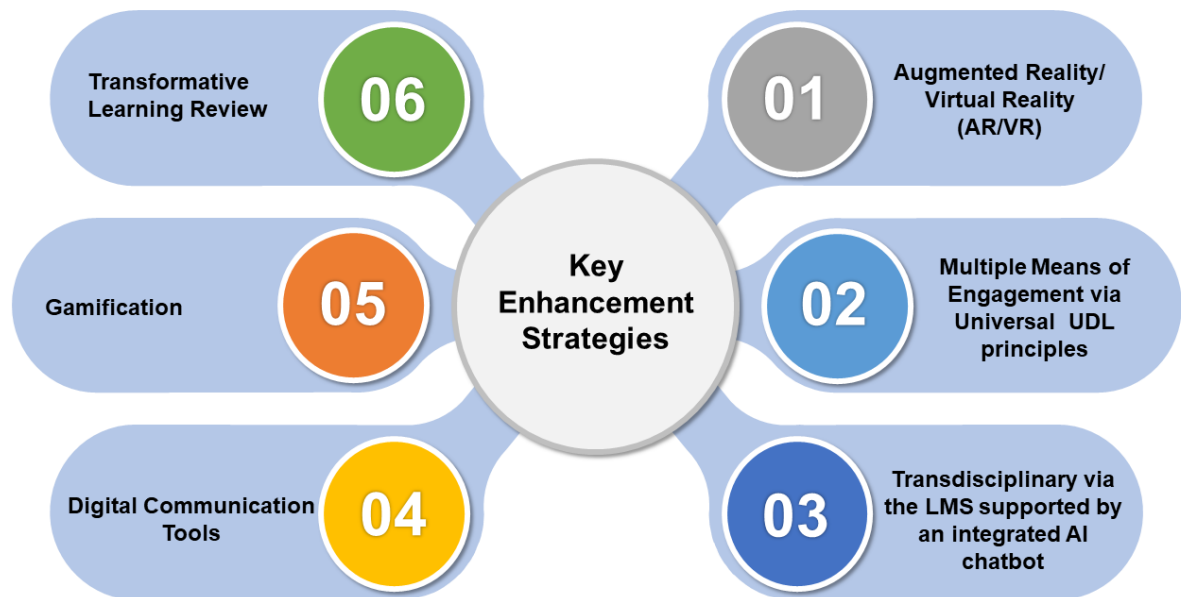 Key
Enhancement
Strategies
01
Augmented Reality/
Virtual Reality
(AR/VR)
02
Multiple Means of
Engagement via
Universal UDL
principles
03
Transdisciplinary via
the LMS supported by
an integrated AI
chatbot
04
Digital Communication
Tools
05
Gamification
06
Transformative
Learning Review